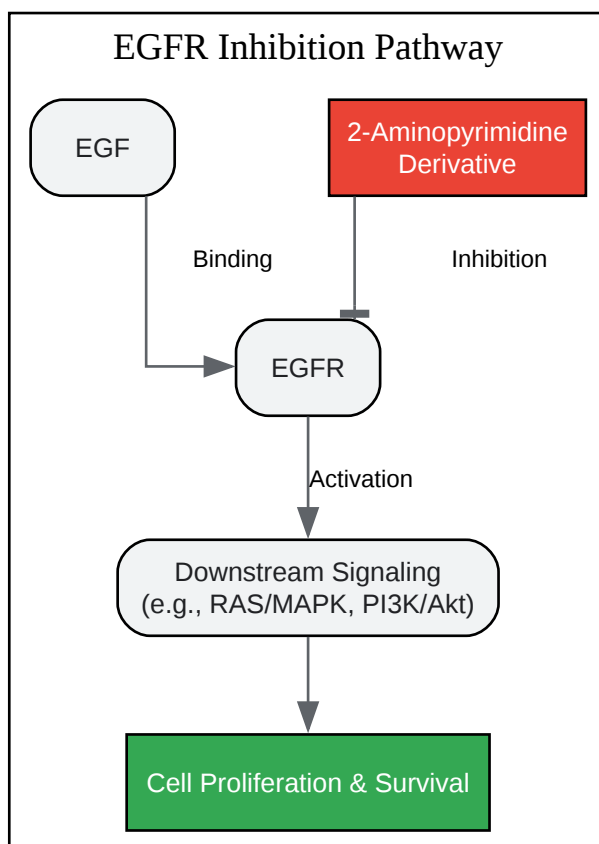 EGFR Inhibition Pathway
EGF
2-Aminopyrimidine
Derivative
Binding
Inhibition
EGFR
Activation
Downstream Signaling
(e.g., RAS/MAPK, PI3K/Akt)
Cell Proliferation & Survival